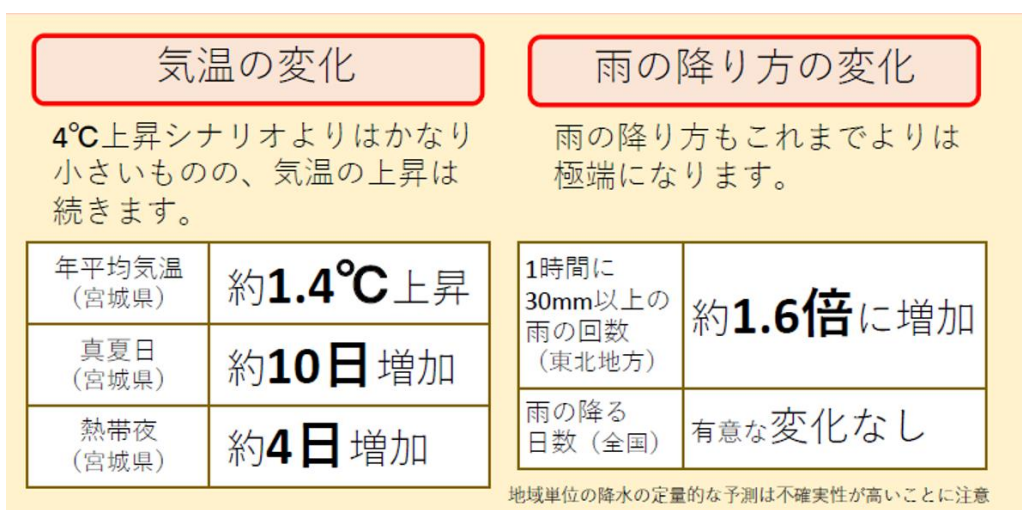 気温の変化
4℃上昇シナリオよりはかなり
小さいものの、気温の上昇は
続きます。
年平均気温
（宮城県）
約1.4℃上昇
真夏日
（宮城県）
約10日増加
熱帯夜
（宮城県）
約4日増加
雨の降り方の変化
雨の降り方もこれまでよりは
極端になります。
1時間に
30mm以上の
雨の回数
（東北地方）
約1.6倍に増加
雨の降る
日数（全国）
有意な変化なし
地域単位の降水の定量的な予測は不確実性が高いことに注意